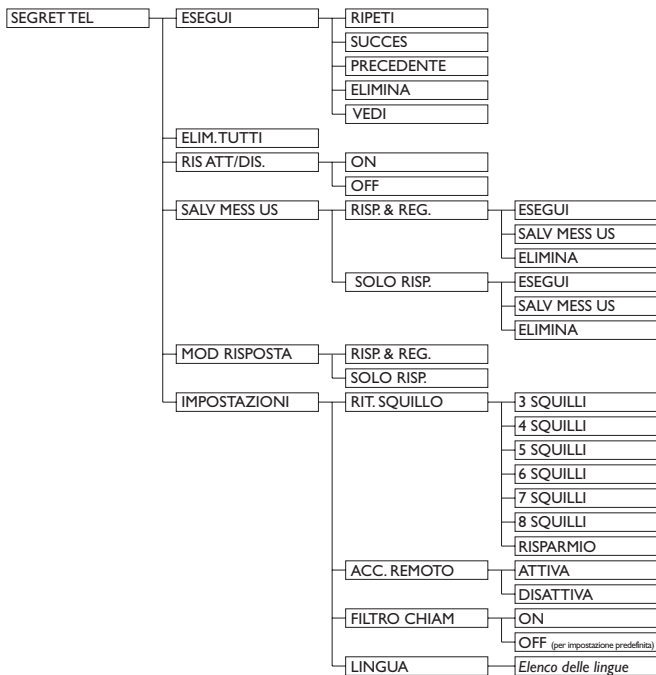 SEGRET TEL ESEGUI RIPETI
SUCCES
PRECEDENTE
ELIMINA
VEDI
ELIM. TUTTI
RIS ATT/DIS. ON
OFF
SALV MESS US RISP. & REG. ESEGUI
SALV MESS US
ELIMINA
SOLO RISP. ESEGUI
SALV MESS US
ELIMINA
MOD RISPOSTA RISP. & REG.
SOLO RISP.
IMPOSTAZIONI RIT. SQUILLO 3 SQUILLI
4 SQUILLI
5 SQUILLI
6 SQUILLI
7 SQUILLI
8 SQUILLI
RISPARMIO
ACC. REMOTO ATTIVA
DISATTIVA
FILTRO CHIAM ON
OFF (per impostazione predefinita)
LINGUA Elenco delle lingue